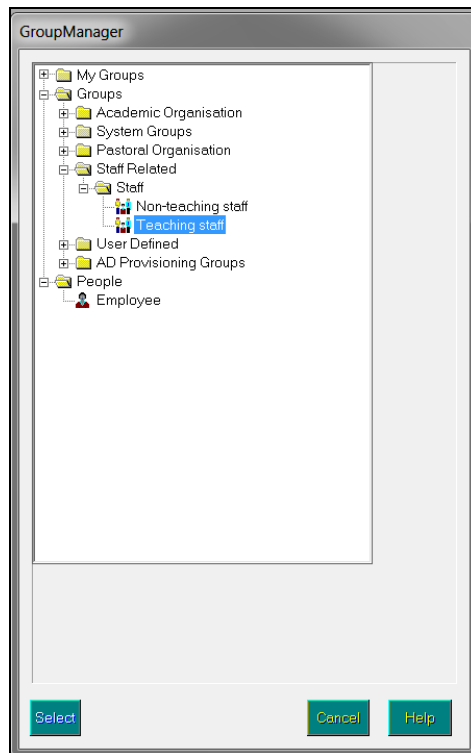 GroupManager
My Groups
Groups
Academic Organisation
System Groups
Pastoral Organisation
Staff Related
Staff
Non-teaching staff
Teaching staff
User Defined
AD Provisioning Groups
People
Employee
Select
Cancel
Help